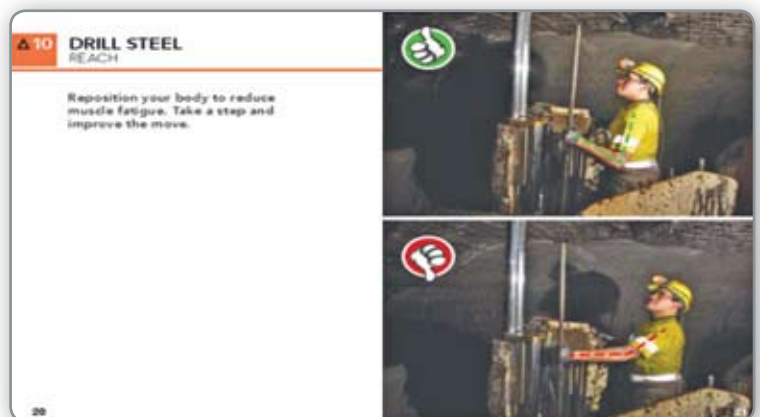 10
DRILL STEEL
REACH
Reposition your body to reduce
muscle fatigue. Take a step and
improve the move.
20